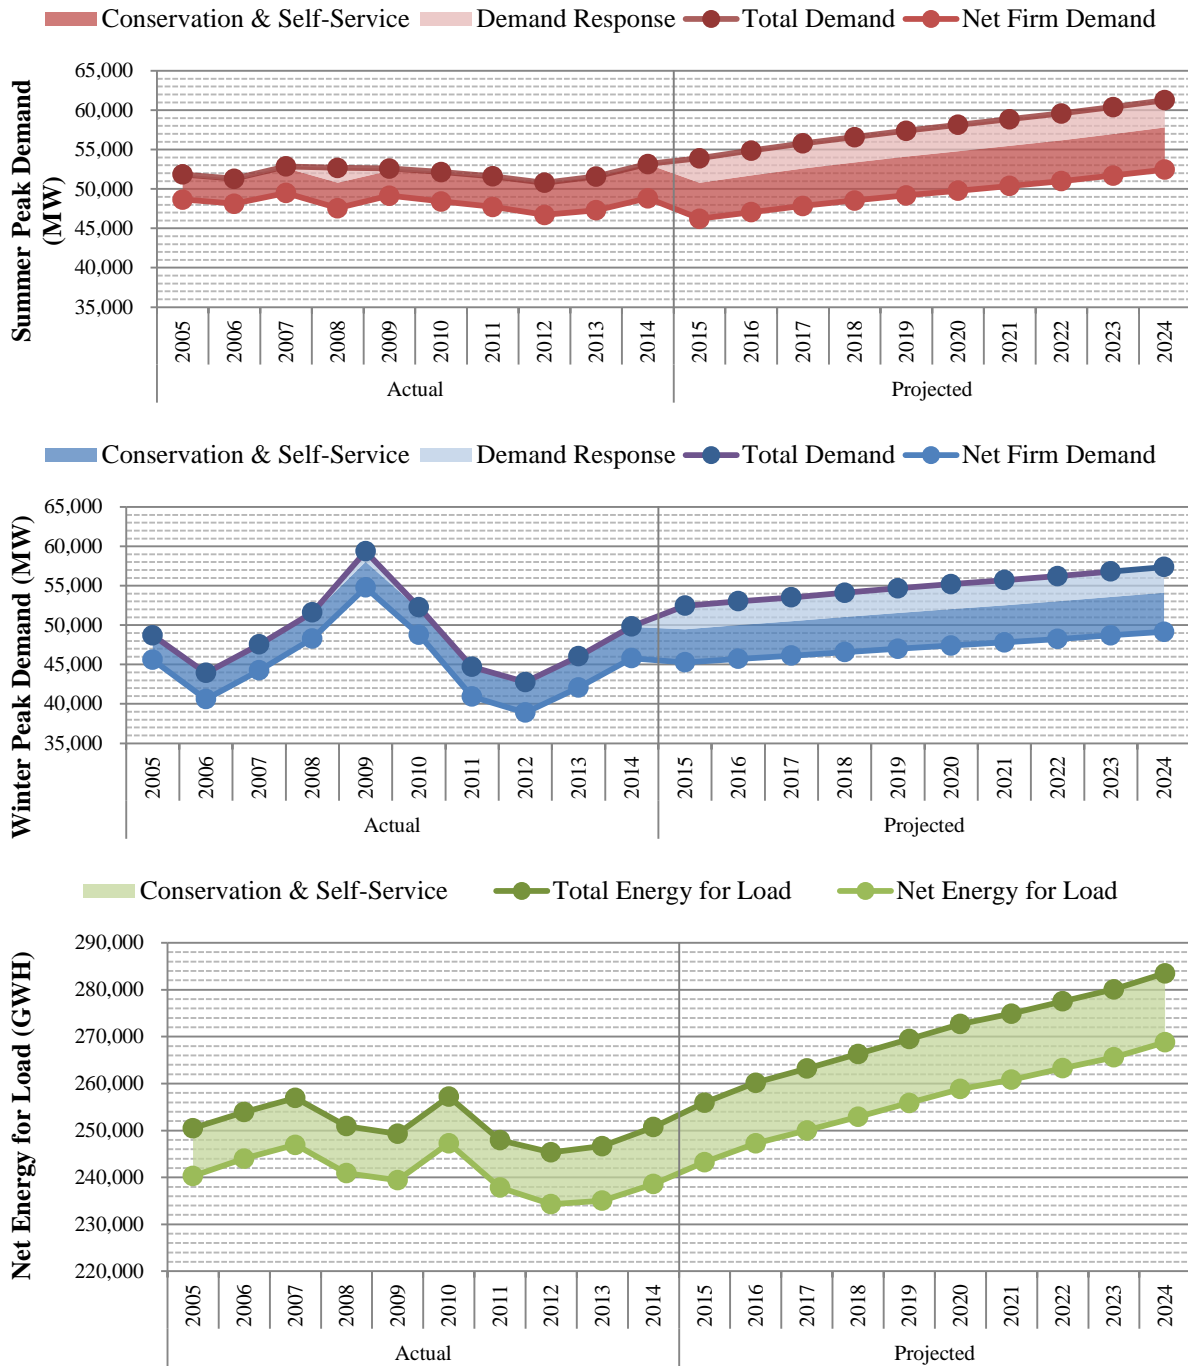 Conservation & Self-Service Demand Response Total Demand Net Firm Demand
Summer Peak Demand
(MW)
65,000
60,000
55,000
50,000
45,000
40,000
35,000
2005 2006 2007 2008 2009 2010 2011 2012 2013 2014 2015 2016 2017 2018 2019 2020 2021 2022 2023 2024
Actual Projected
Conservation & Self-Service Demand Response Total Demand Net Firm Demand
Winter Peak Demand (MW)
65,000
60,000
55,000
50,000
45,000
40,000
35,000
2005 2006 2007 2008 2009 2010 2011 2012 2013 2014 2015 2016 2017 2018 2019 2020 2021 2022 2023 2024
Actual Projected
Conservation & Self-Service Total Energy for Load Net Energy for Load
Net Energy for Load (GWH)
290,000
280,000
270,000
260,000
250,000
240,000
230,000
220,000
2005 2006 2007 2008 2009 2010 2011 2012 2013 2014 2015 2016 2017 2018 2019 2020 2021 2022 2023 2024
Actual Projected